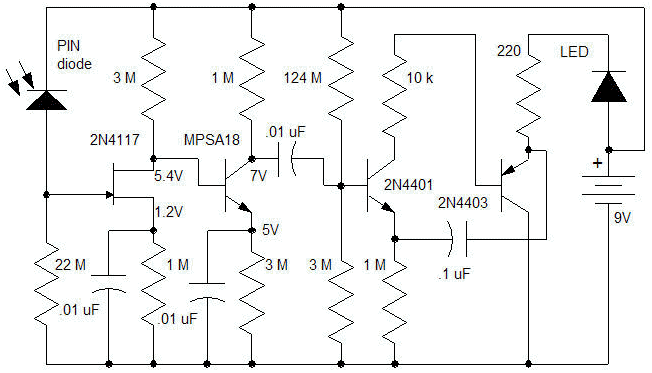 PIN
diode
3 M
1 M
124 M
10 k
220
LED
2N4117
MPSA18
.01 uF
5.4V
7V
2N4401
2N4403
+
9V
1.2V
5V
22 M
.01 uF
1 M
.01 uF
3 M
3 M
1 M
.1 uF